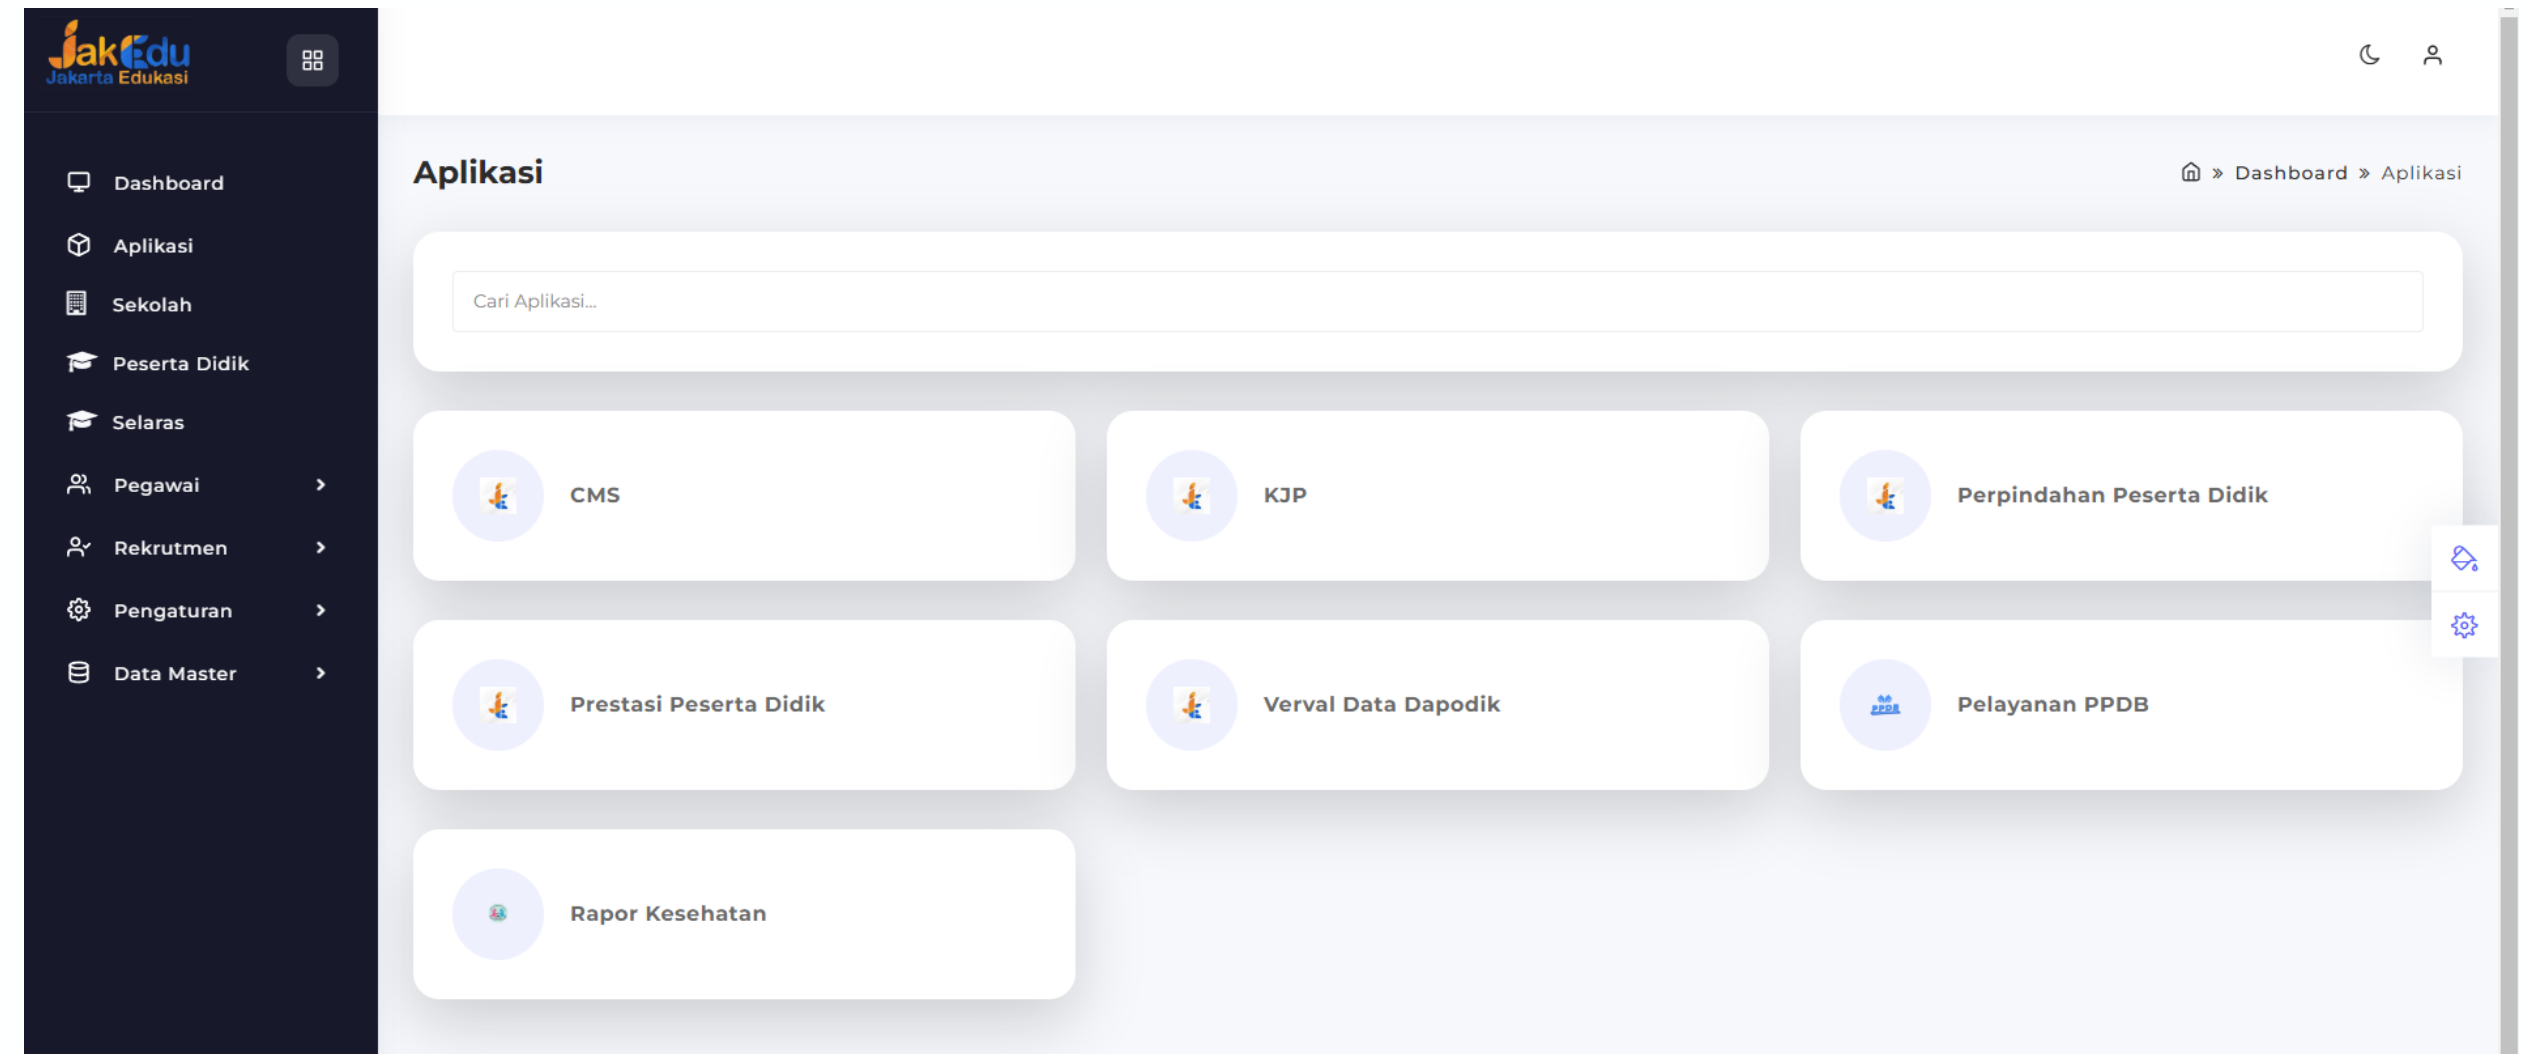 JakEdu
Jakarta Edukasi
Dashboard
Aplikasi
Sekolah
Peserta Didik
Selaras
Pegawai
Rekrutmen
Pengaturan
Data Master
Aplikasi
» Dashboard » Aplikasi
Cari Aplikasi...
CMS
KJP
Perpindahan Peserta Didik
Prestasi Peserta Didik
Verval Data Dapodik
PPDB
Pelayanan PPDB
Rapor Kesehatan